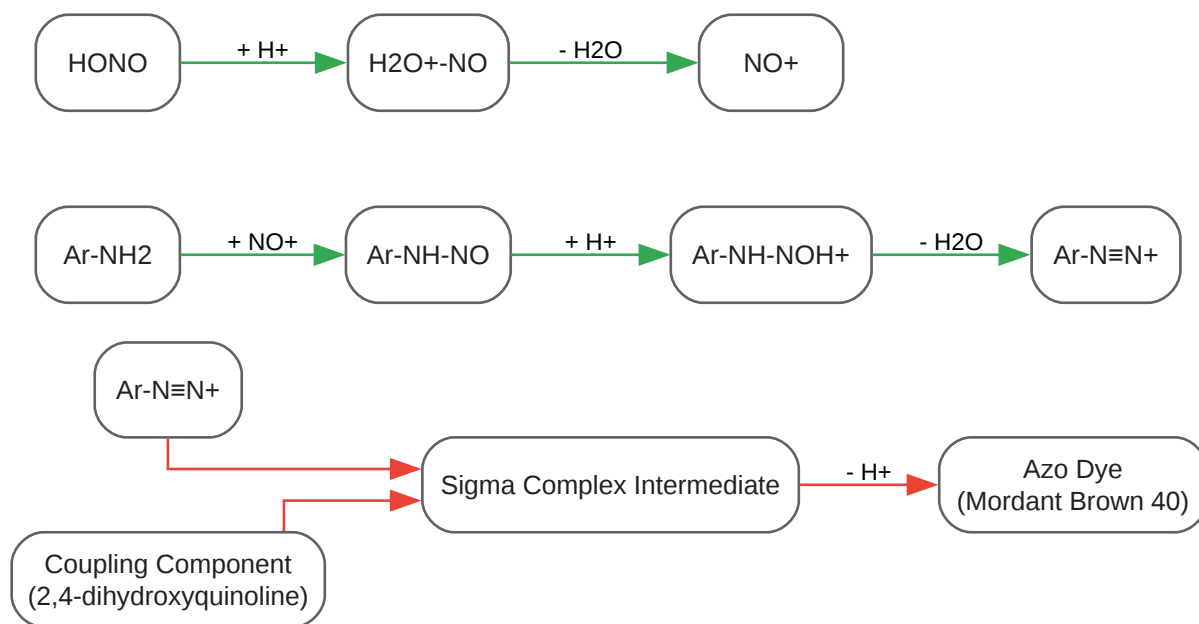 HONO
+ H+
H2O+-NO
- H2O
NO+
Ar-NH2
+ NO+
Ar-NH-NO
+ H+
Ar-NH-NOH+
- H2O
Ar-N≡N+
Ar-N≡N+
Sigma Complex Intermediate
- H+
Azo Dye
(Mordant Brown 40)
Coupling Component
(2,4-dihydroxyquinoline)